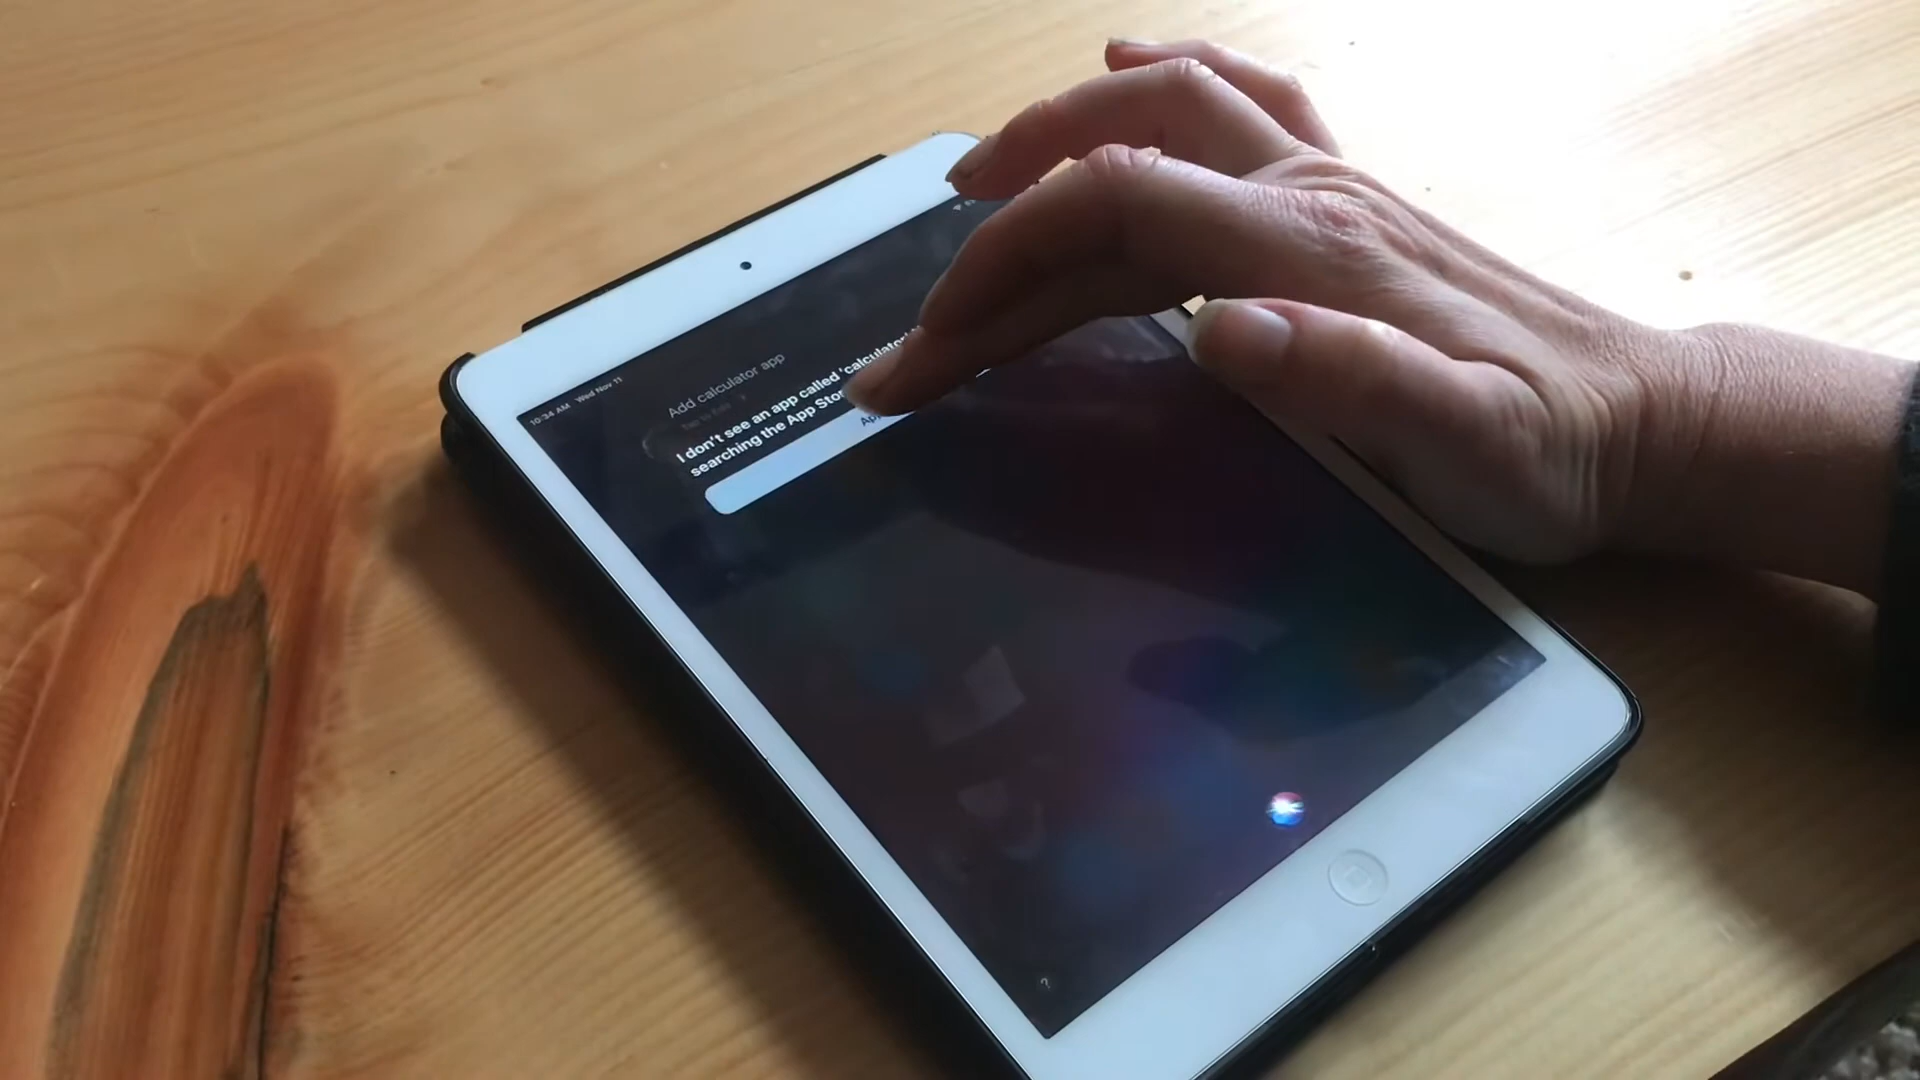 10:34 AM Wed Nov 11
Add calculator app
Tap to Edit
I don't see an app called 'calculator'
searching the App
?